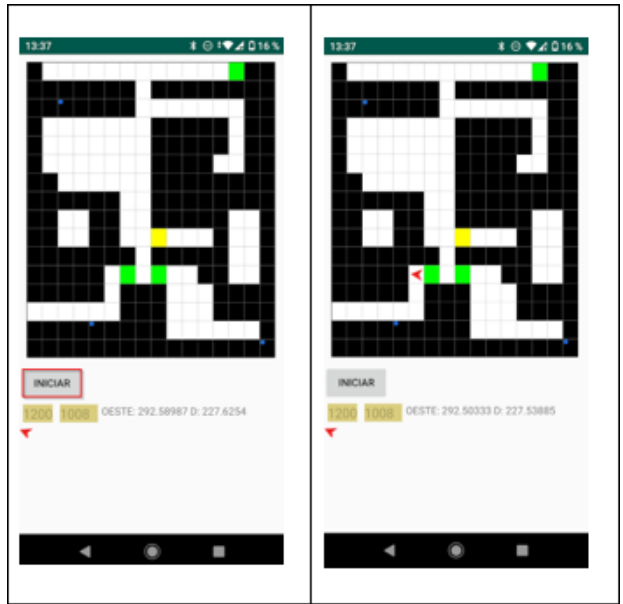 13:37 16 %
INICIAR
1200 1008 OESTE: 292.58987 D: 227.6254
13:37 16 %
INICIAR
1200 1008 OESTE: 292.50333 D: 227.53885